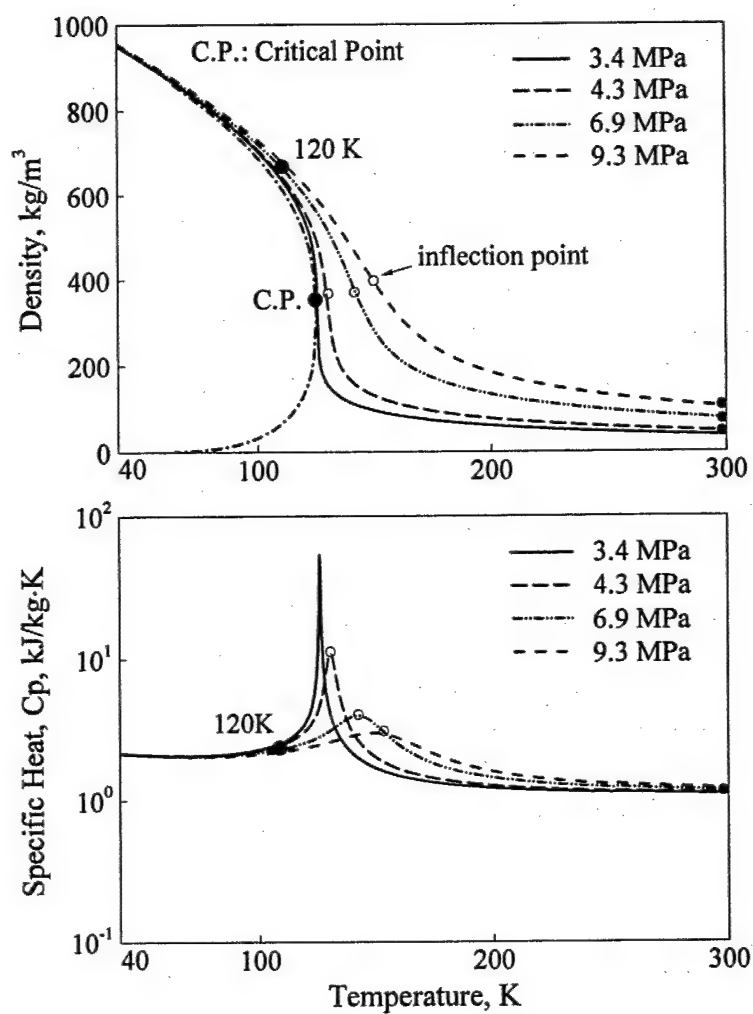 1000
800
600
400
200
0
Density, kg/m³
C.P.: Critical Point
3.4 MPa
4.3 MPa
6.9 MPa
9.3 MPa
120 K
inflection point
C.P.
40 100 200 300
10²
10¹
10⁰
10⁻¹
Specific Heat, Cp, kJ/kg·K
3.4 MPa
4.3 MPa
6.9 MPa
9.3 MPa
120K
40 100 200 300
Temperature, K